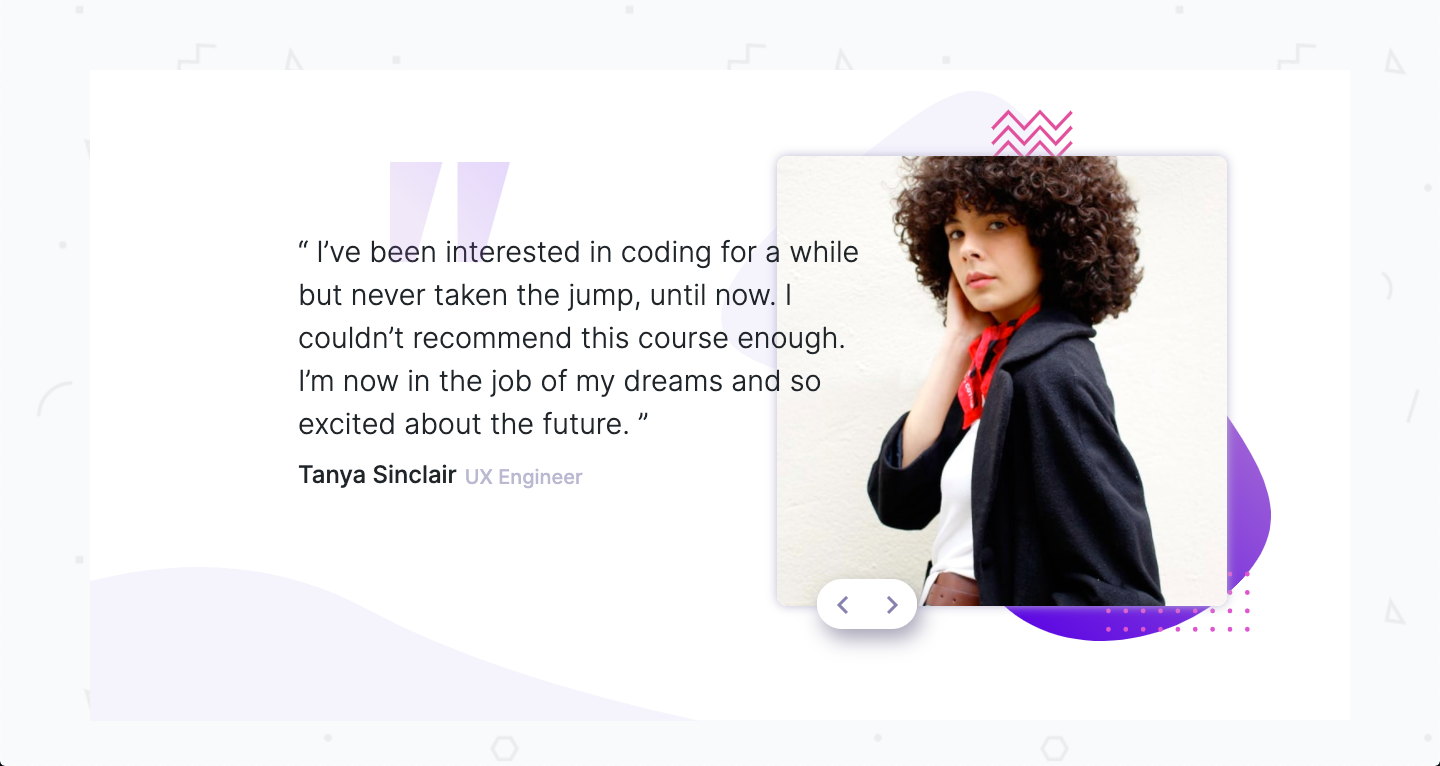 “ I’ve been interested in coding for a while
but never taken the jump, until now. I
couldn’t recommend this course enough.
I’m now in the job of my dreams and so
excited about the future. ”
Tanya Sinclair UX Engineer